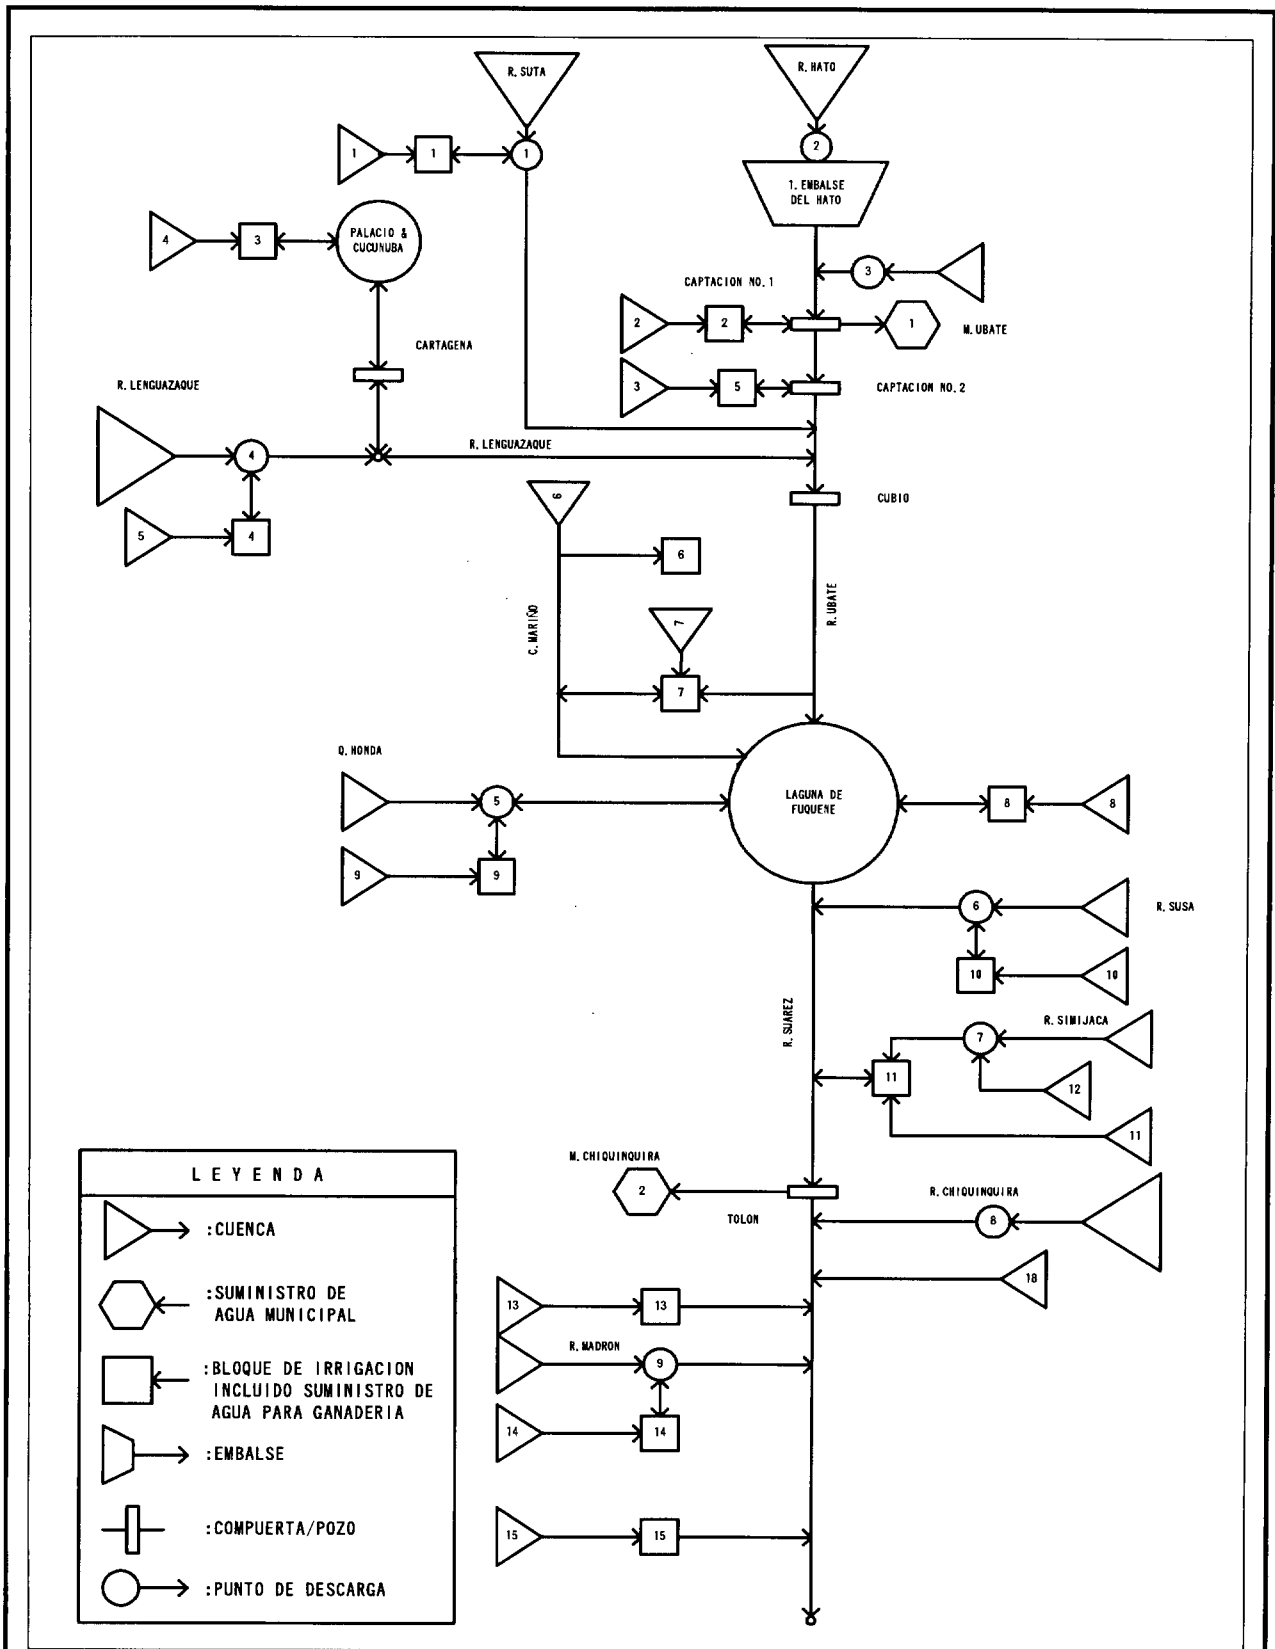 R. SUTA
R. HATO
1
1
1
2
1. EMBALSE
DEL HATO
4
3
PALACIO &
CUCUNUBA
3
CAPTACION NO. 1
2
2
1
M. UBATE
CARTAGENA
3
5
CAPTACION NO. 2
R. LENGUAZAQUE
4
R. LENGUAZAQUE
CUBIO
5
4
6
6
C. MARIÑO
R. UBATE
7
7
Q. HONDA
5
LAGUNA DE
FUQUENE
8
8
9
9
6
R. SUSA
10
10
R. SUAREZ
R. SIMIJACA
7
11
12
11
M. CHIQUINQUIRA
2
TOLON
R. CHIQUINQUIRA
8
18
13
13
R. MADRON
9
14
14
15
15
LEYENDA
:CUENCA
:SUMINISTRO DE
AGUA MUNICIPAL
:BLOQUE DE IRRIGACION
INCLUIDO SUMINISTRO DE
AGUA PARA GANADERIA
:EMBALSE
:COMPUERTA/POZO
:PUNTO DE DESCARGA